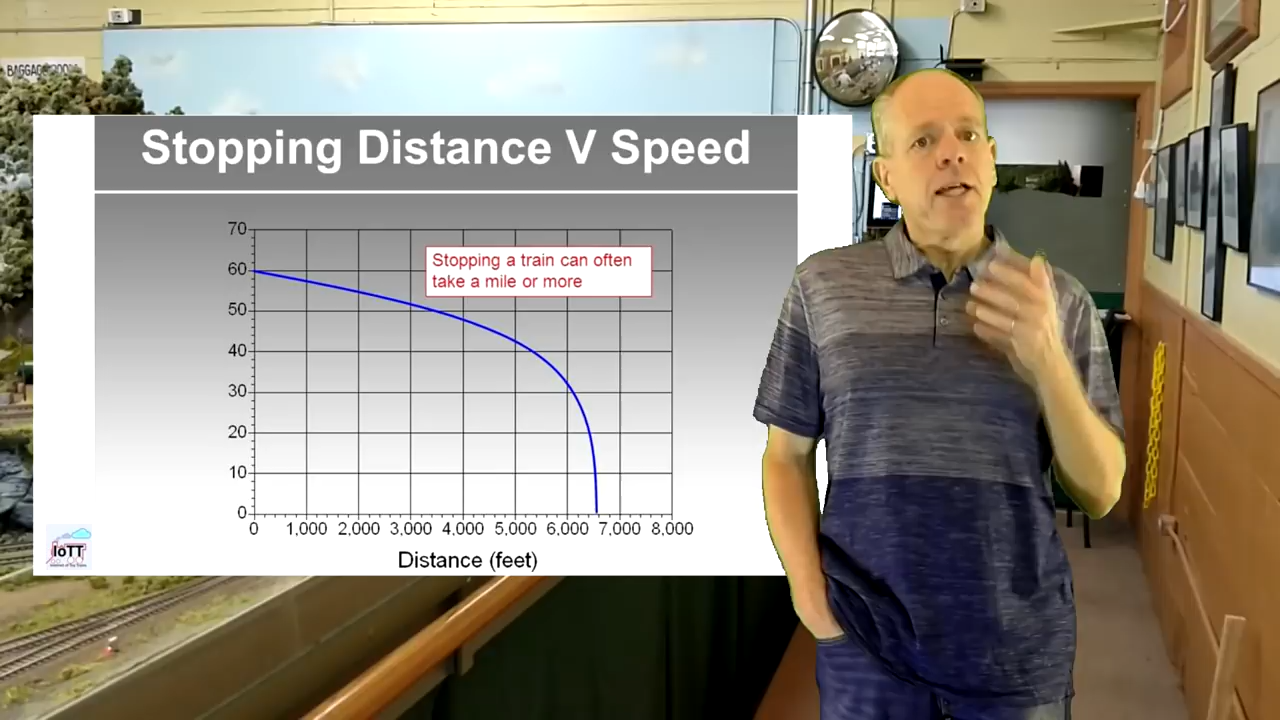 Stopping Distance V Speed
70
60
50
40
30
20
10
0
Stopping a train can often
take a mile or more
0 1,000 2,000 3,000 4,000 5,000 6,000 7,000 8,000
Distance (feet)
IoTT